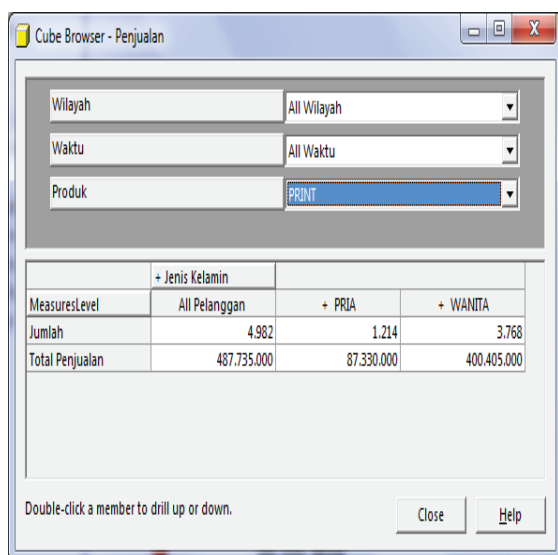 Cube Browser - Penjualan
X
Wilayah All Wilayah
Waktu All Waktu
Produk PRINT
+ Jenis Kelamin
MeasuresLevel All Pelanggan + PRIA + WANITA
Jumlah 4.982 1.214 3.768
Total Penjualan 487.735.000 87.330.000 400.405.000
Double-click a member to drill up or down. Close Help